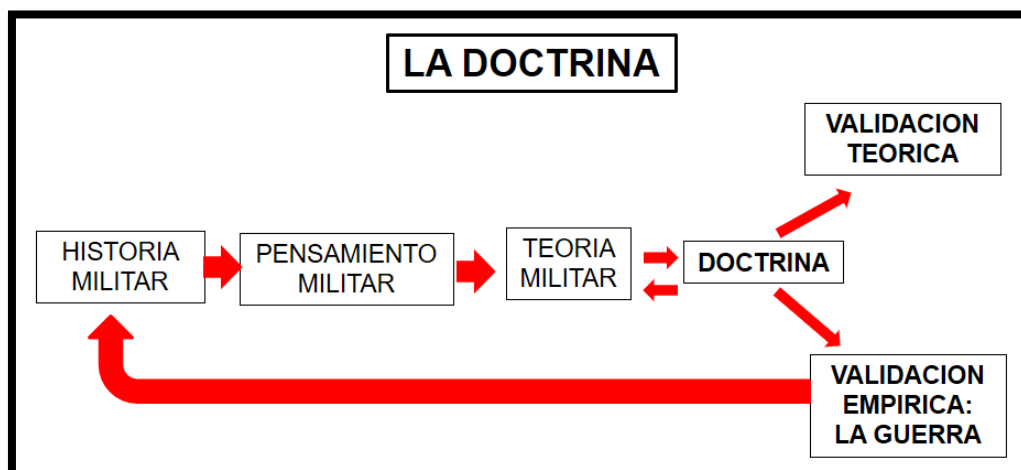 LA DOCTRINA
VALIDACION
TEORICA
HISTORIA
MILITAR
PENSAMIENTO
MILITAR
TEORIA
MILITAR
DOCTRINA
VALIDACION
EMPIRICA:
LA GUERRA